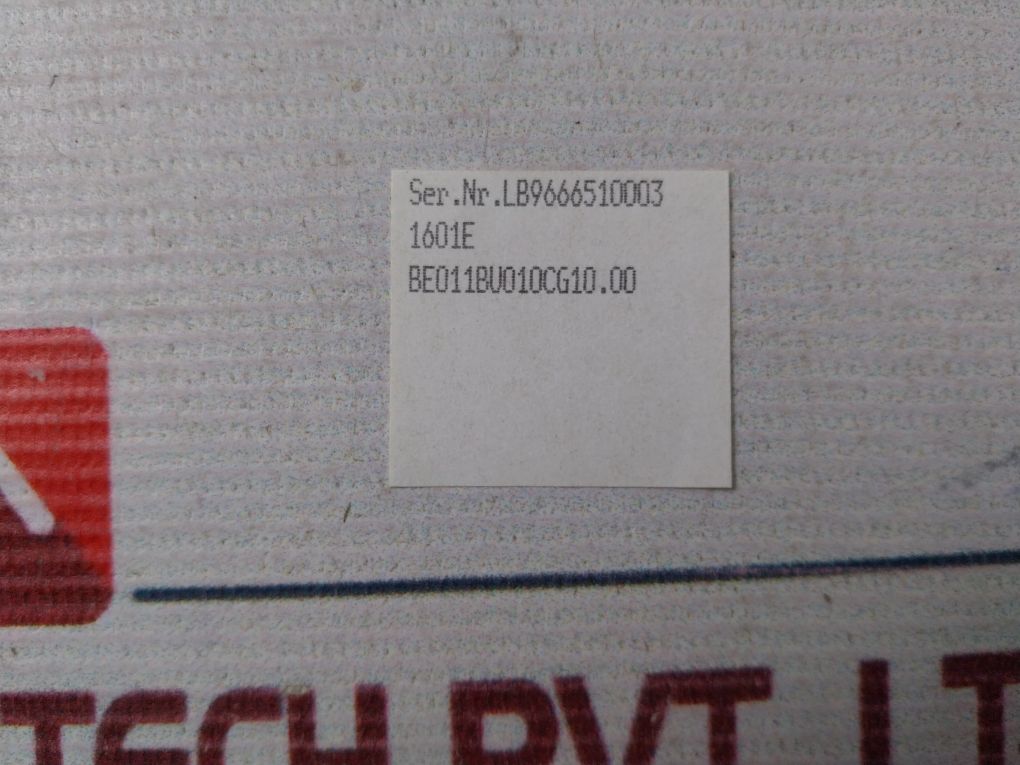 Ser.Nr.LB9666510003
1601E
BE011BU010CG10.00
TECH PVT. LT